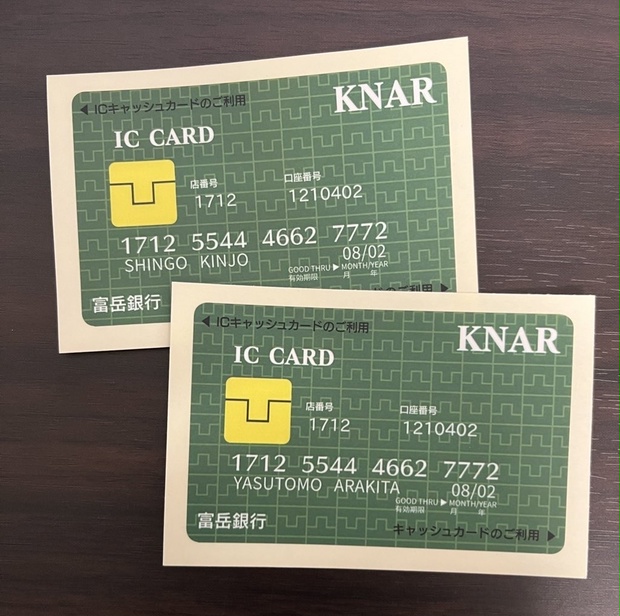 ◀ ICキャッシュカードのご利用
KNAR
IC CARD
店番号 口座番号
1712 1210402
1712 5544 4662 7772
SHINGO KINJO
08/02
GOOD THRU ▶ MONTH/YEAR
有効期限 月 年
富岳銀行
のご利用 ▶
◀ ICキャッシュカードのご利用
KNAR
IC CARD
店番号 口座番号
1712 1210402
1712 5544 4662 7772
YASUTOMO ARAKITA
08/02
GOOD THRU ▶ MONTH/YEAR
有効期限 月 年
富岳銀行
キャッシュカードのご利用 ▶